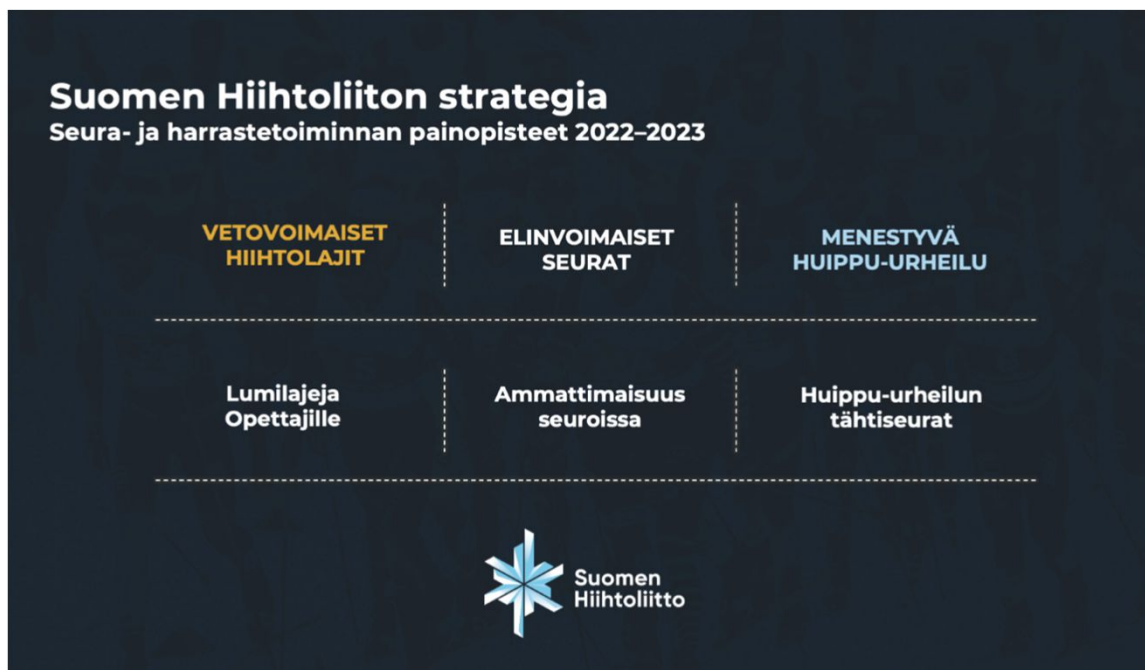 Suomen Hiihtoliiton strategia
Seura- ja harrastetoiminnan painopisteet 2022–2023
VETOVOIMAISET
HIIHTOLAJIT
ELINVOIMAISET
SEURAT
MENESTYVÄ
HUIPPU-URHEILU
Lumilajeja
Opettajille
Ammattimaisuus
seuroissa
Huippu-urheilun
tähtiseurat
Suomen
Hiihtoliitto